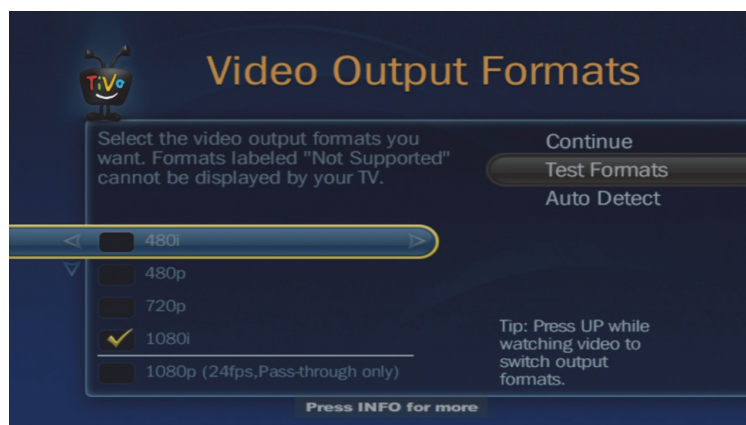 TiVo
Video Output Formats
Select the video output formats you
want. Formats labeled "Not Supported"
cannot be displayed by your TV.
Continue
Test Formats
Auto Detect
480i
480p
720p
1080i
1080p (24fps,Pass-through only)
Tip: Press UP while
watching video to
switch output
formats.
Press INFO for more